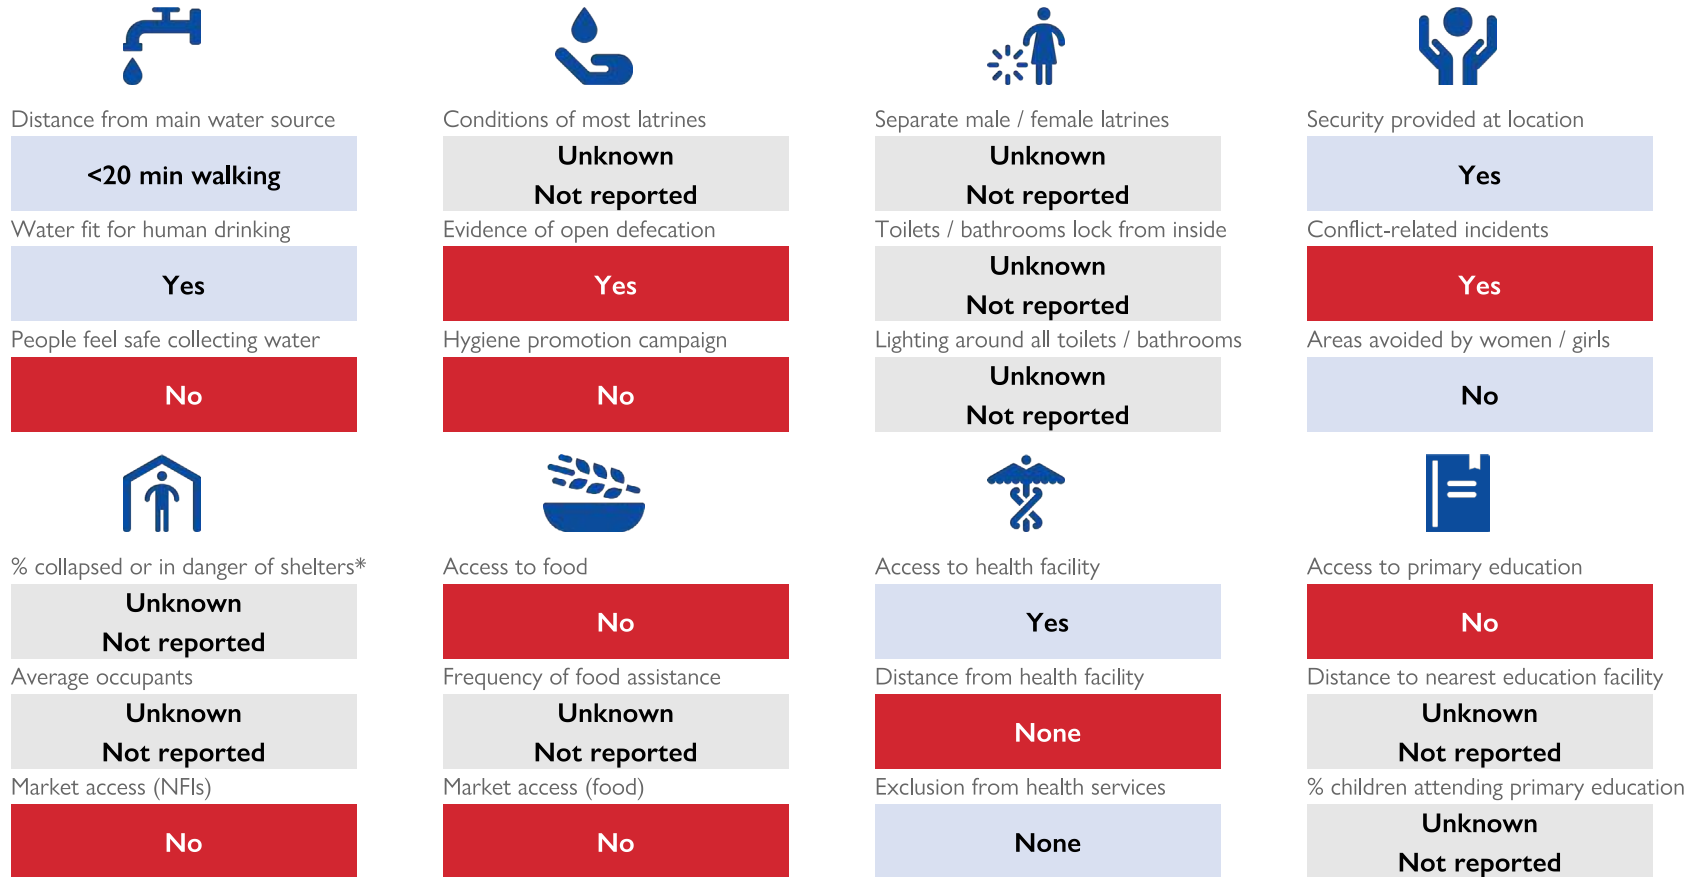 Distance from main water source
<20 min walking
Water fit for human drinking
Yes
People feel safe collecting water
No
Conditions of most latrines
Unknown
Not reported
Evidence of open defecation
Yes
Hygiene promotion campaign
No
Separate male / female latrines
Unknown
Not reported
Toilets / bathrooms lock from inside
Unknown
Not reported
Lighting around all toilets / bathrooms
Unknown
Not reported
Security provided at location
Yes
Conflict-related incidents
Yes
Areas avoided by women / girls
No
% collapsed or in danger of shelters*
Unknown
Not reported
Average occupants
Unknown
Not reported
Market access (NFIs)
No
Access to food
No
Frequency of food assistance
Unknown
Not reported
Market access (food)
No
Access to health facility
Yes
Distance from health facility
None
Exclusion from health services
None
Access to primary education
No
Distance to nearest education facility
Unknown
Not reported
% children attending primary education
Unknown
Not reported